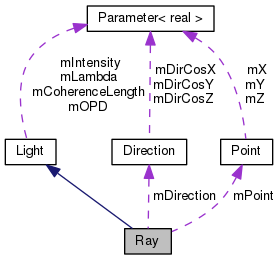 Parameter< real >
mIntensity
mLambda
mCoherenceLength
mOPD
mDirCosX
mDirCosY
mDirCosZ
mX
mY
mZ
Light
Direction
Point
mDirection
mPoint
Ray